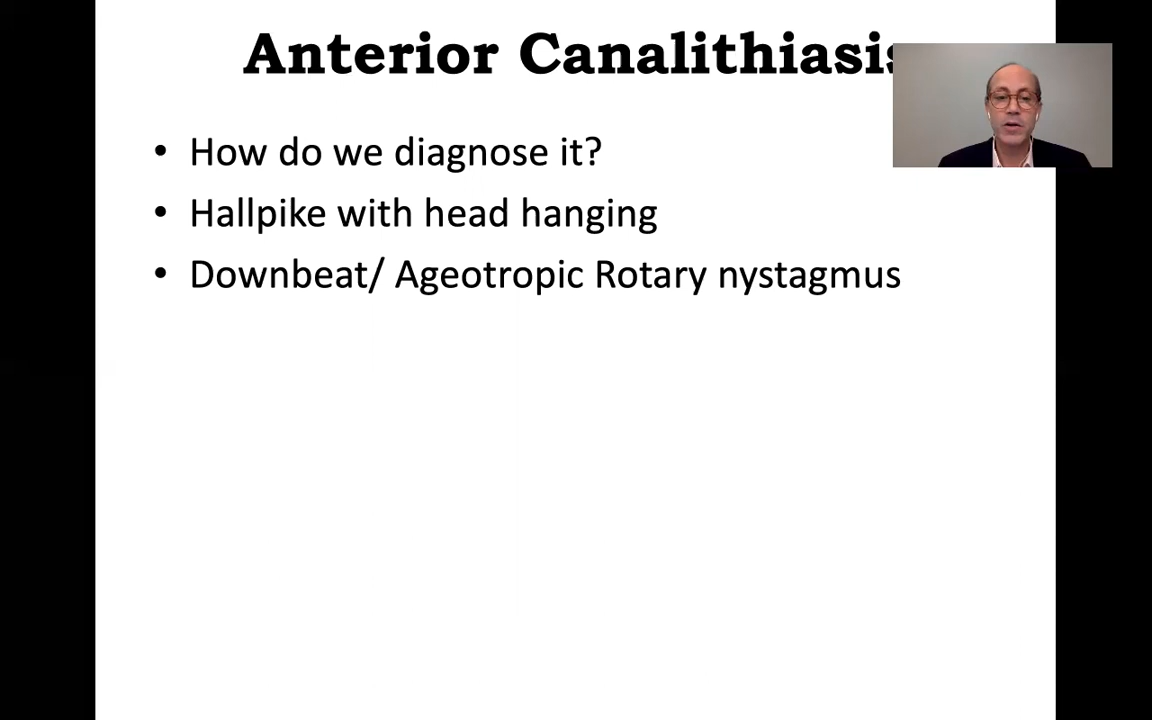 Anterior Canalithiasis
• How do we diagnose it?
• Hallpike with head hanging
• Downbeat/ Ageotropic Rotary nystagmus